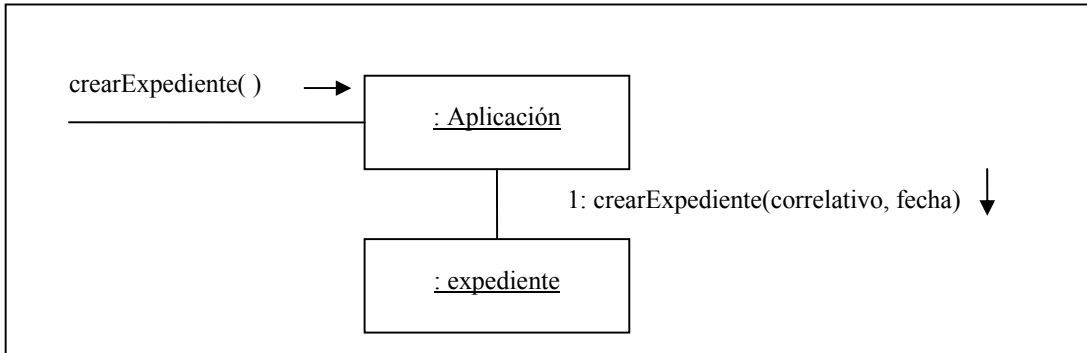 crearExpediente( )
: Aplicación
1: crearExpediente(correlativo, fecha)
: expediente